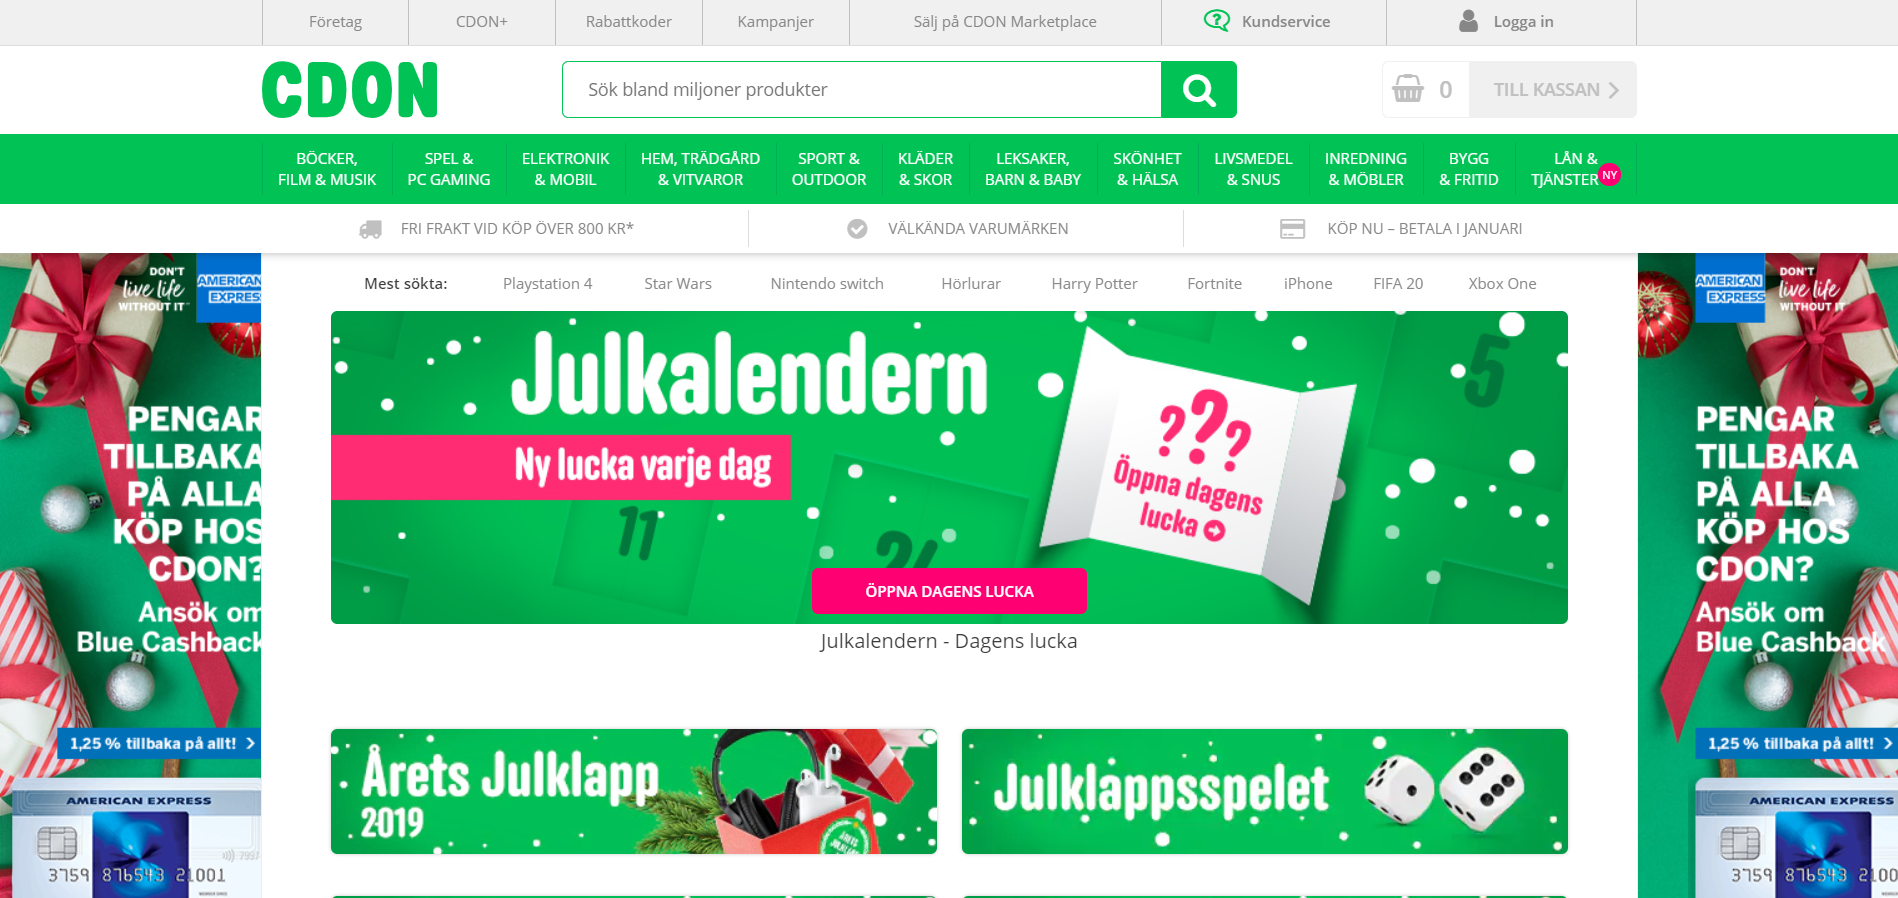 Företag
CDON+
Rabattkoder
Kampanjer
Sälj på CDON Marketplace
Kundservice
Logga in
CDON
Sök bland miljoner produkter
0
TILL KASSAN
BÖCKER,
FILM & MUSIK
SPEL &
PC GAMING
ELEKTRONIK
& MOBIL
HEM, TRÄDGÅRD
& VITVAROR
SPORT &
OUTDOOR
KLÄDER
& SKOR
LEKSAKER,
BARN & BABY
SKÖNHET
& HÄLSA
LIVSMEDEL
& SNUS
INREDNING
& MÖBLER
BYGG
& FRITID
LÅN &
TJÄNSTER
NY
FRI FRAKT VID KÖP ÖVER 800 KR*
VÄLKÄNDA VARUMÄRKEN
KÖP NU – BETALA I JANUARI
DON'T
live life
WITHOUT IT
AMERICAN
EXPRESS
PENGAR
TILLBAKA
PÅ ALLA
KÖP HOS
CDON?
Ansök om
Blue Cashback
1,25 % tillbaka på allt!
AMERICAN EXPRESS
3759 876543 21001
Mest sökta:
Playstation 4
Star Wars
Nintendo switch
Hörlurar
Harry Potter
Fortnite
iPhone
FIFA 20
Xbox One
Julkalendern
Ny lucka varje dag
5
11
24
???
Öppna dagens
lucka
ÖPPNA DAGENS LUCKA
Julkalendern - Dagens lucka
Årets Julklapp
2019
ÅRETS
JULKLAPP
Julklappsspelet
AMERICAN
EXPRESS
DON'T
live life
WITHOUT IT
PENGAR
TILLBAKA
PÅ ALLA
KÖP HOS
CDON?
Ansök om
Blue Cashback
1,25 % tillbaka på allt!
AMERICAN EXPRESS
3759 876543 2100